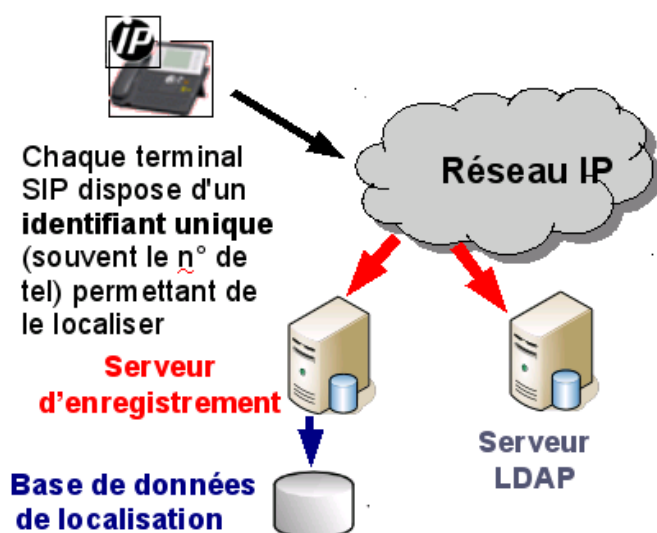 iP
Réseau IP
Chaque terminal
SIP dispose d'un
identifiant unique
(souvent le n° de
tel) permettant de
le localiser
Serveur
d'enregistrement
Serveur
LDAP
Base de données
de localisation